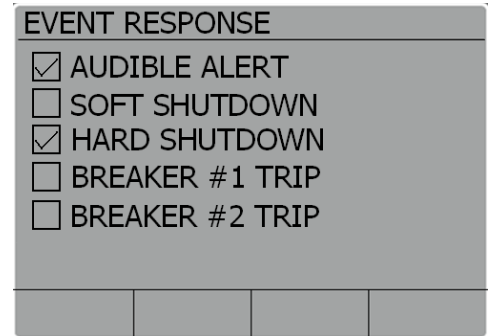 EVENT RESPONSE
AUDIBLE ALERT
SOFT SHUTDOWN
HARD SHUTDOWN
BREAKER #1 TRIP
BREAKER #2 TRIP